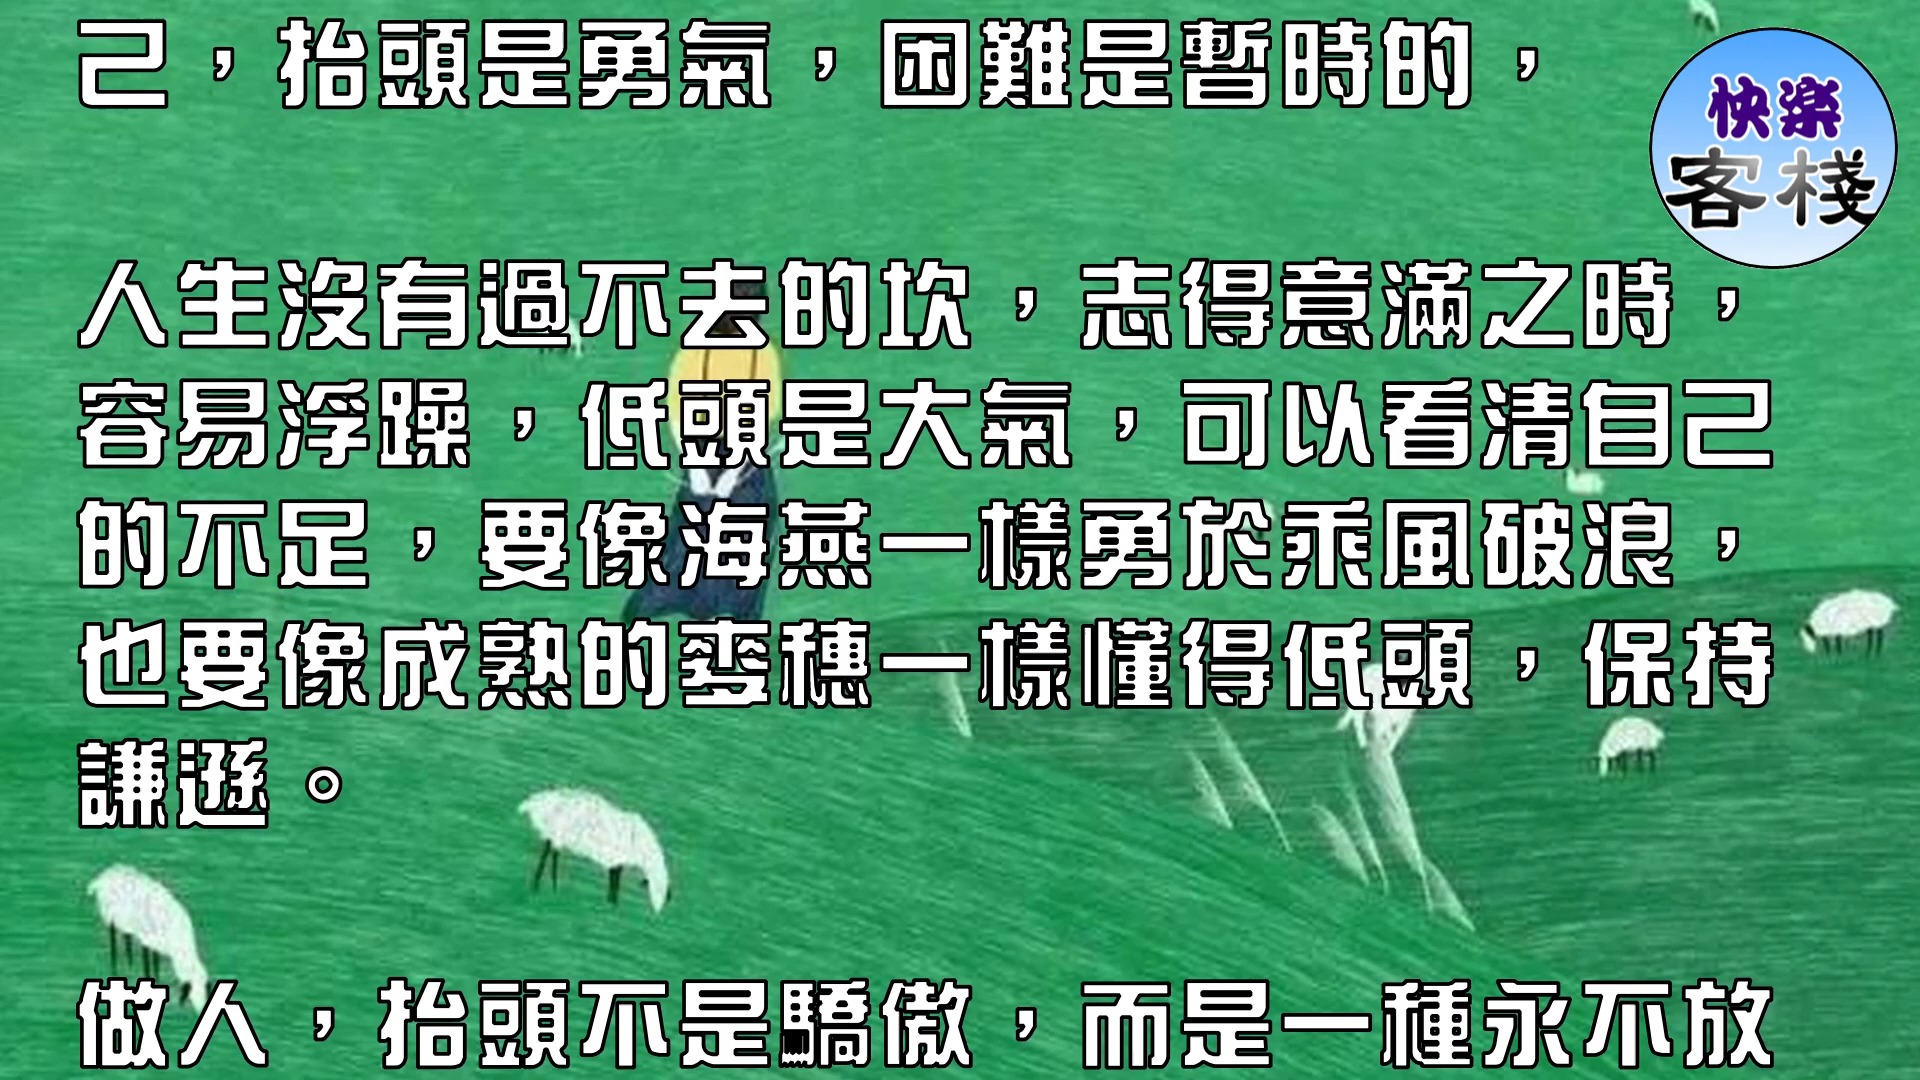 己，抬頭是勇氣，困難是暫時的，
快樂
客棧
人生沒有過不去的坎，志得意滿之時，
容易浮躁，低頭是大氣，可以看清自己
的不足，要像海燕一樣勇於乘風破浪，
也要像成熟的麥穗一樣懂得低頭，保持
謙遜。
做人，抬頭不是驕傲，而是一種永不放